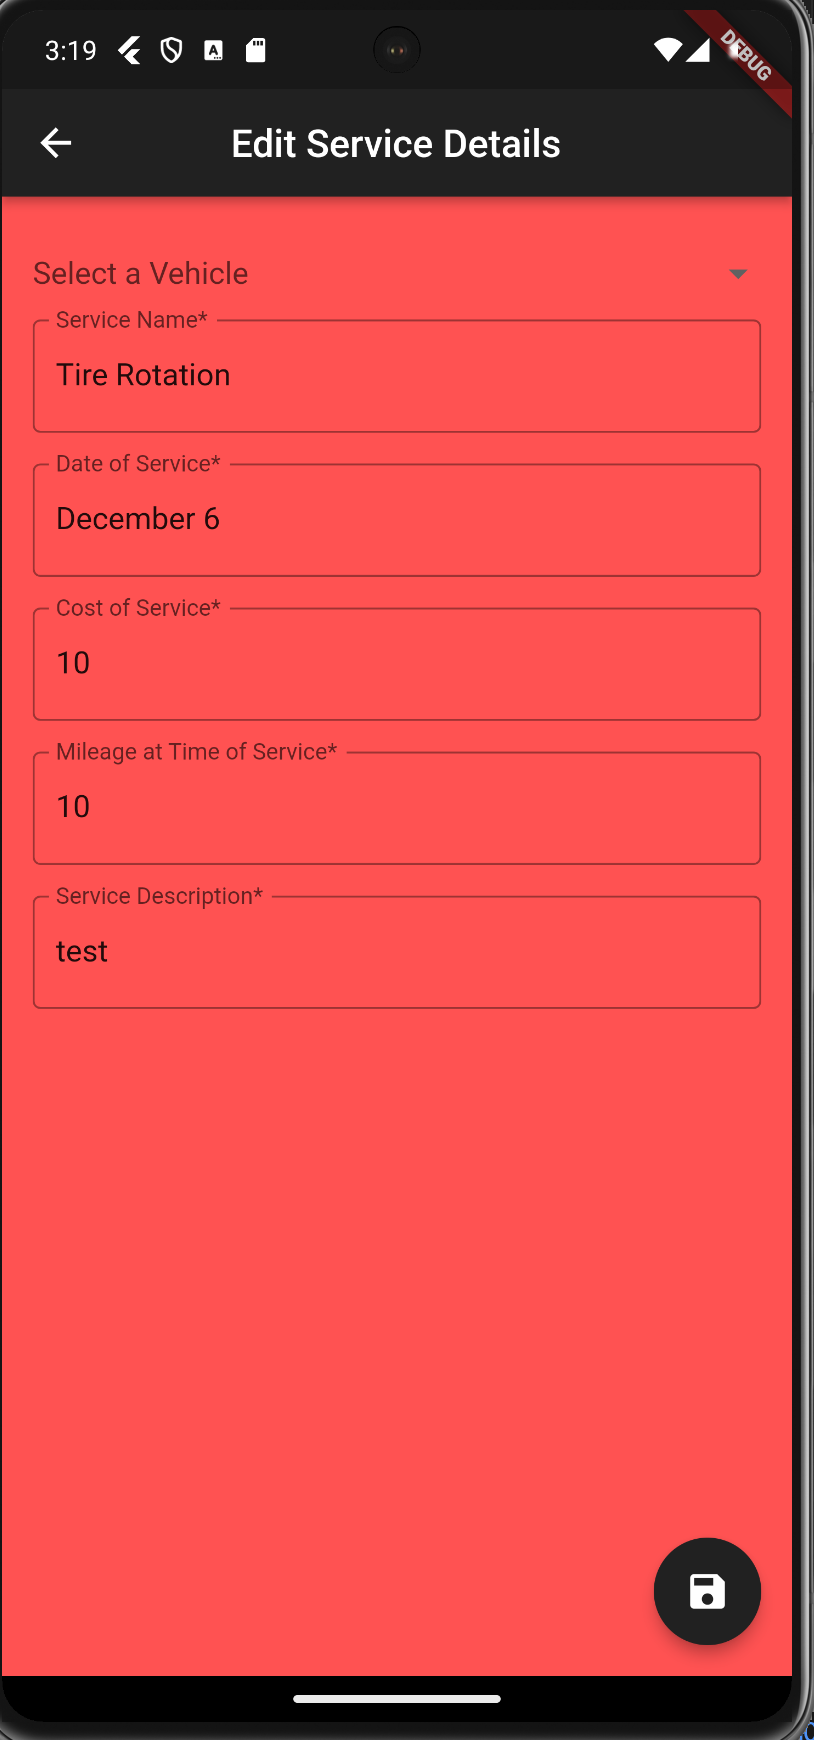 3:19
DEBUG
Edit Service Details
Select a Vehicle
Service Name*
Tire Rotation
Date of Service*
December 6
Cost of Service*
10
Mileage at Time of Service*
10
Service Description*
test